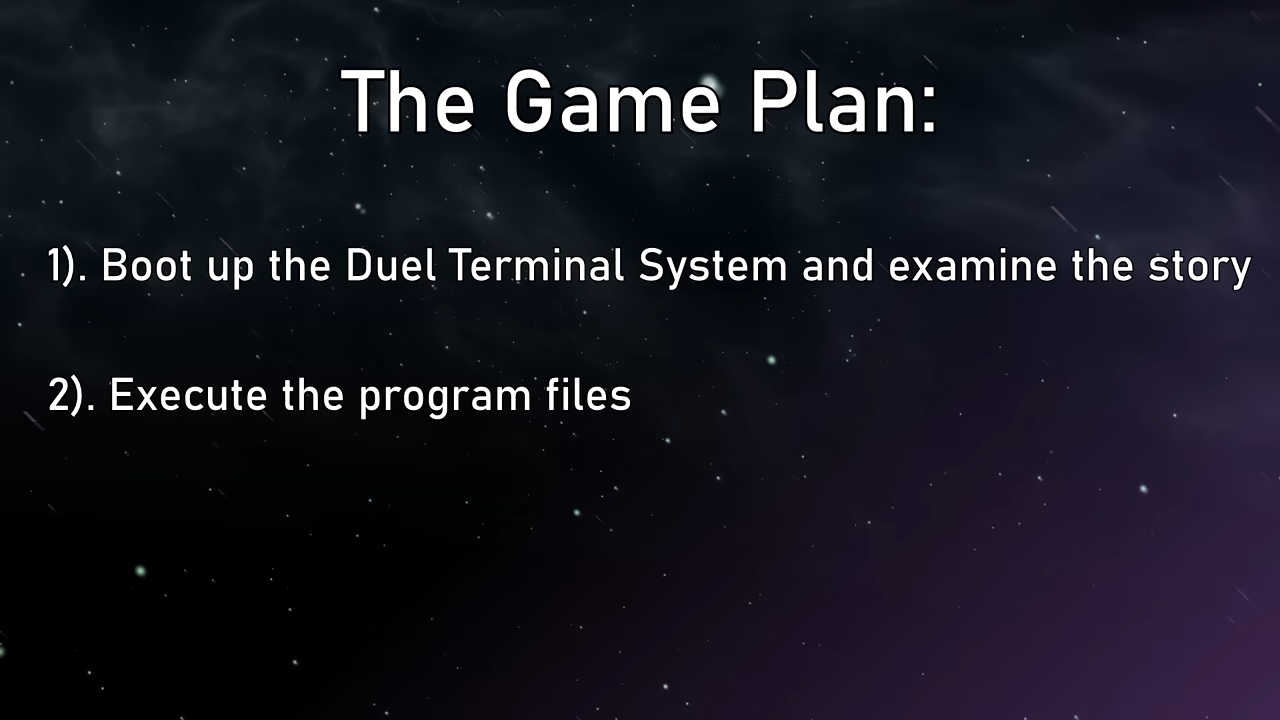 The Game Plan:
1). Boot up the Duel Terminal System and examine the story
2). Execute the program files